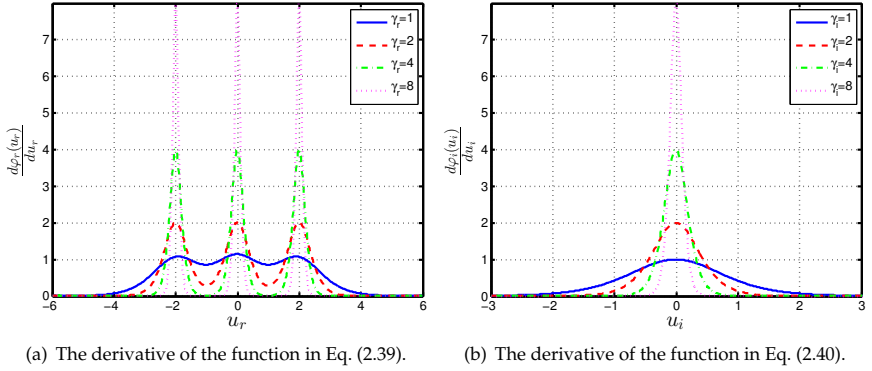 7
6
5
4
3
2
1
0
dφr(ur)
dur
−6
−4
−2
0
2
4
6
ur
γr=1
γr=2
γr=4
γr=8
7
6
5
4
3
2
1
0
dφi(ui)
dui
−3
−2
−1
0
1
2
3
ui
γi=1
γi=2
γi=4
γi=8
(a) The derivative of the function in Eq. (2.39).
(b) The derivative of the function in Eq. (2.40).